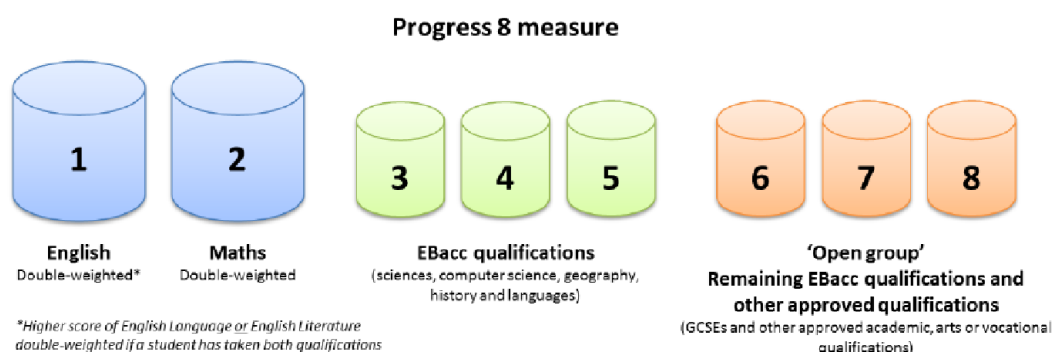 Progress 8 measure
1
2
3
4
5
6
7
8
English
Double-weighted*
Maths
Double-weighted
EBacc qualifications
(sciences, computer science, geography,
history and languages)
‘Open group’
Remaining EBacc qualifications and
other approved qualifications
(GCSEs and other approved academic, arts or vocational
qualifications)
*Higher score of English Language or English Literature
double-weighted if a student has taken both qualifications